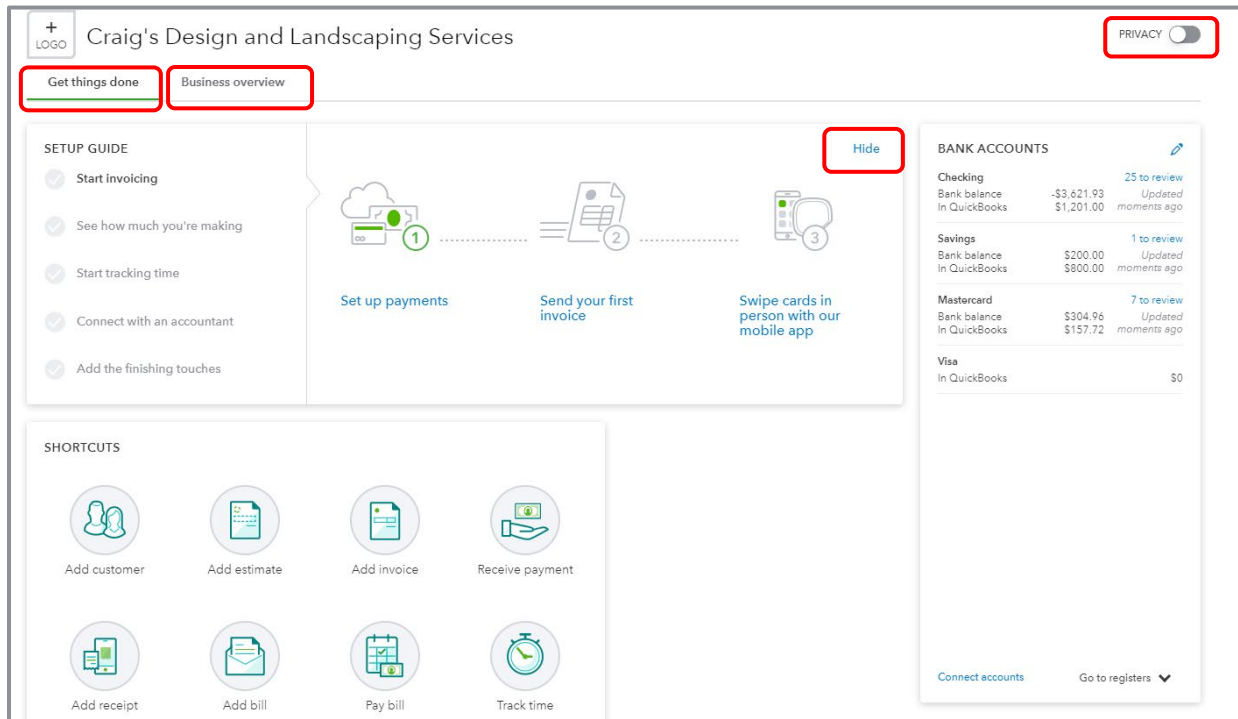 +
LOGO
Craig's Design and Landscaping Services
PRIVACY
Get things done
Business overview
SETUP GUIDE
Start invoicing
See how much you're making
Start tracking time
Connect with an accountant
Add the finishing touches
Hide
1
2
3
Set up payments
Send your first
invoice
Swipe cards in
person with our
mobile app
BANK ACCOUNTS
Checking 25 to review
Bank balance -$3,621.93 Updated
In QuickBooks $1,201.00 moments ago
Savings 1 to review
Bank balance $200.00 Updated
In QuickBooks $800.00 moments ago
Mastercard 7 to review
Bank balance $304.96 Updated
In QuickBooks $157.72 moments ago
Visa
In QuickBooks $0
Connect accounts Go to registers
SHORTCUTS
Add customer
Add estimate
Add invoice
Receive payment
Add receipt
Add bill
Pay bill
Track time